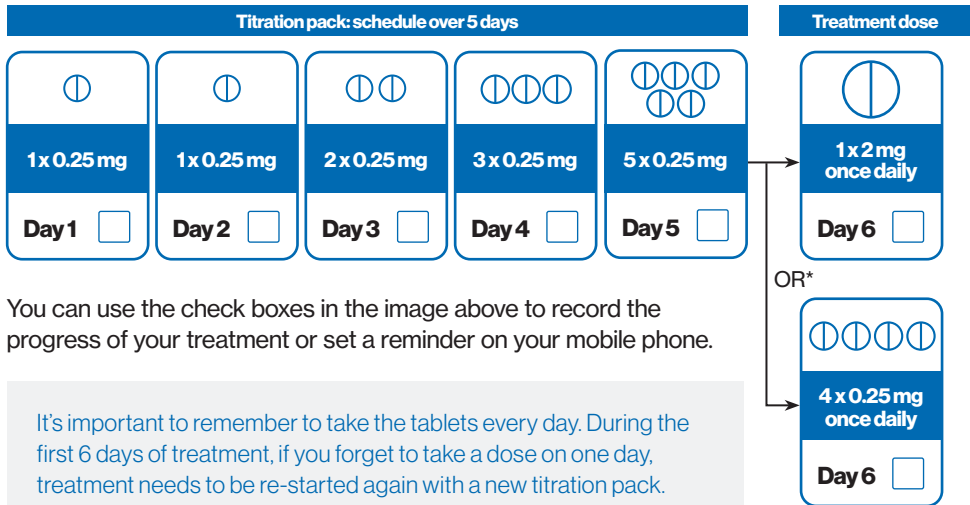 Titration pack: schedule over 5 days
Treatment dose
1 x 0.25 mg
Day 1
1 x 0.25 mg
Day 2
2 x 0.25 mg
Day 3
3 x 0.25 mg
Day 4
5 x 0.25 mg
Day 5
1 x 2 mg
once daily
Day 6
OR*
4 x 0.25 mg
once daily
Day 6
You can use the check boxes in the image above to record the
progress of your treatment or set a reminder on your mobile phone.
It’s important to remember to take the tablets every day. During the
first 6 days of treatment, if you forget to take a dose on one day,
treatment needs to be re-started again with a new titration pack.